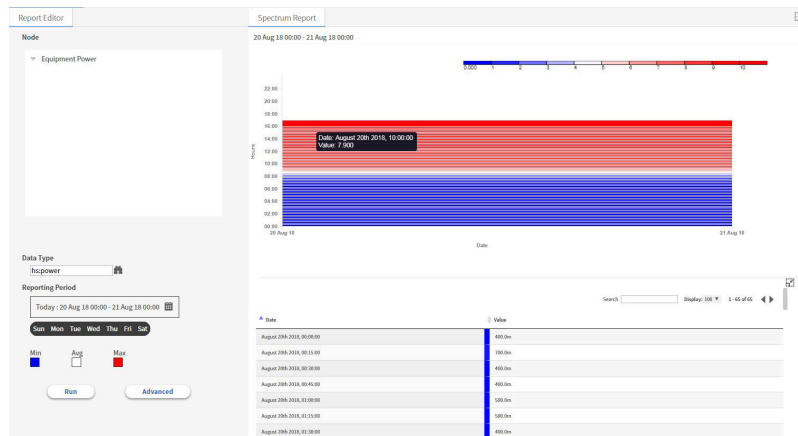 Report Editor
Spectrum Report
Node
Equipment Power
Data Type
hs:power
Reporting Period
Today : 20 Aug 18 00:00 - 21 Aug 18 00:00
Sun Mon Tue Wed Thu Fri Sat
Min Avg Max
Run Advanced
20 Aug 18 00:00 - 21 Aug 18 00:00
0.000 1 2 3 4 5 6 7 8 9 10
22:00
20:00
18:00
16:00
14:00
12:00
10:00
08:00
06:00
04:00
02:00
00:00
Hours
Date: August 20th 2018, 10:00:00
Value: 7.900
20 Aug 18 21 Aug 18
Date
Search Display: 100 1 - 65 of 65
Date Value
August 20th 2018, 00:00:00 400.0m
August 20th 2018, 00:15:00 700.0m
August 20th 2018, 00:30:00 400.0m
August 20th 2018, 00:45:00 400.0m
August 20th 2018, 01:00:00 500.0m
August 20th 2018, 01:15:00 500.0m
August 20th 2018, 01:30:00 400.0m